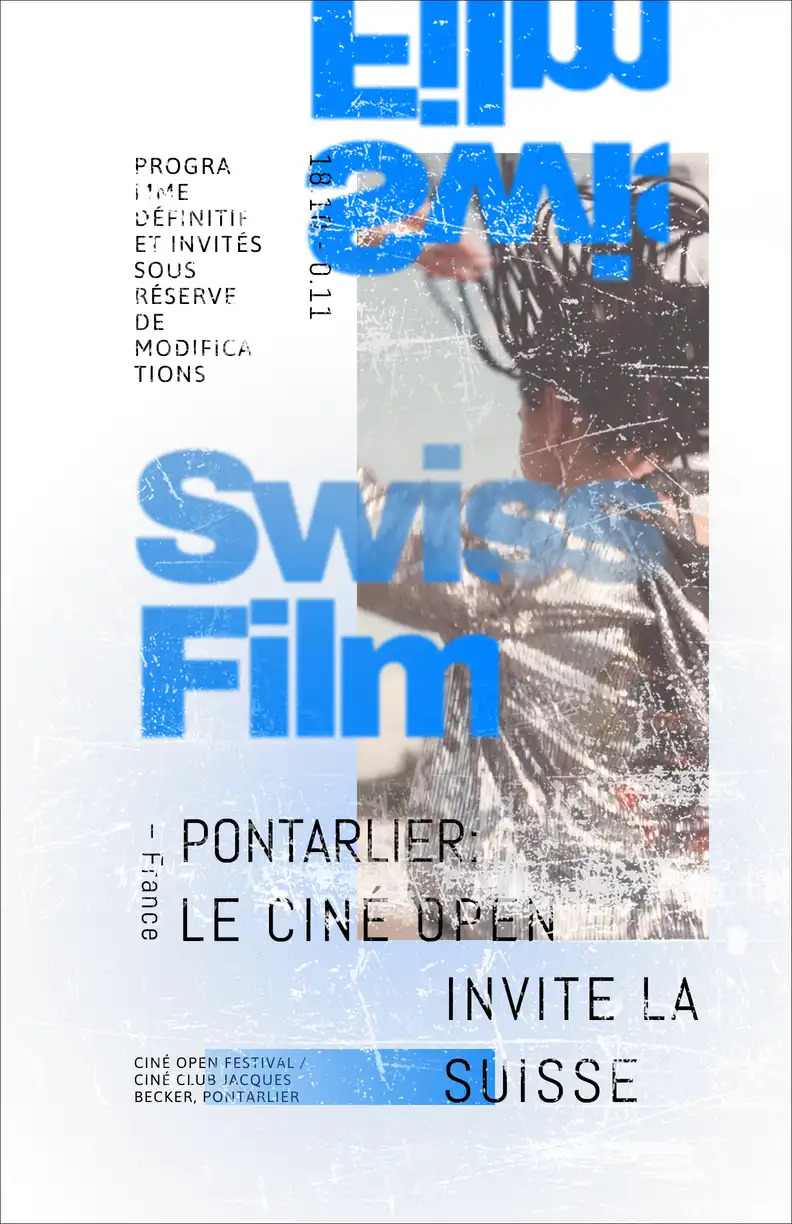 Film
Swi
PROGRA
MME
DÉFINITIF
ET INVITÉS
SOUS
RÉSERVE
DE
MODIFICA
TIONS
Swiss
Film
– France
PONTARLIER:
LE CINÉ OPEN
INVITE LA
SUISSE
CINÉ OPEN FESTIVAL /
CINÉ CLUB JACQUES
BECKER, PONTARLIER